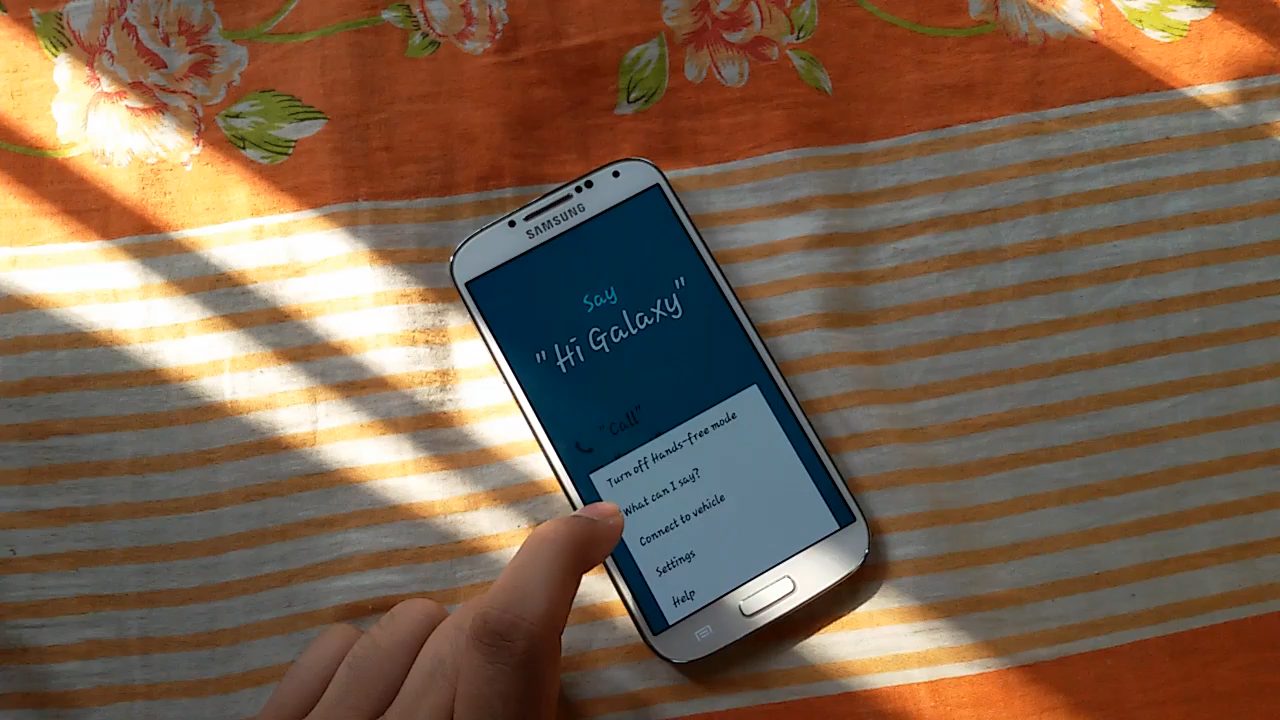 SAMSUNG
Say
"Hi Galaxy"
"Call"
Turn off Hands-free mode
What can I say?
Connect to vehicle
Settings
Help